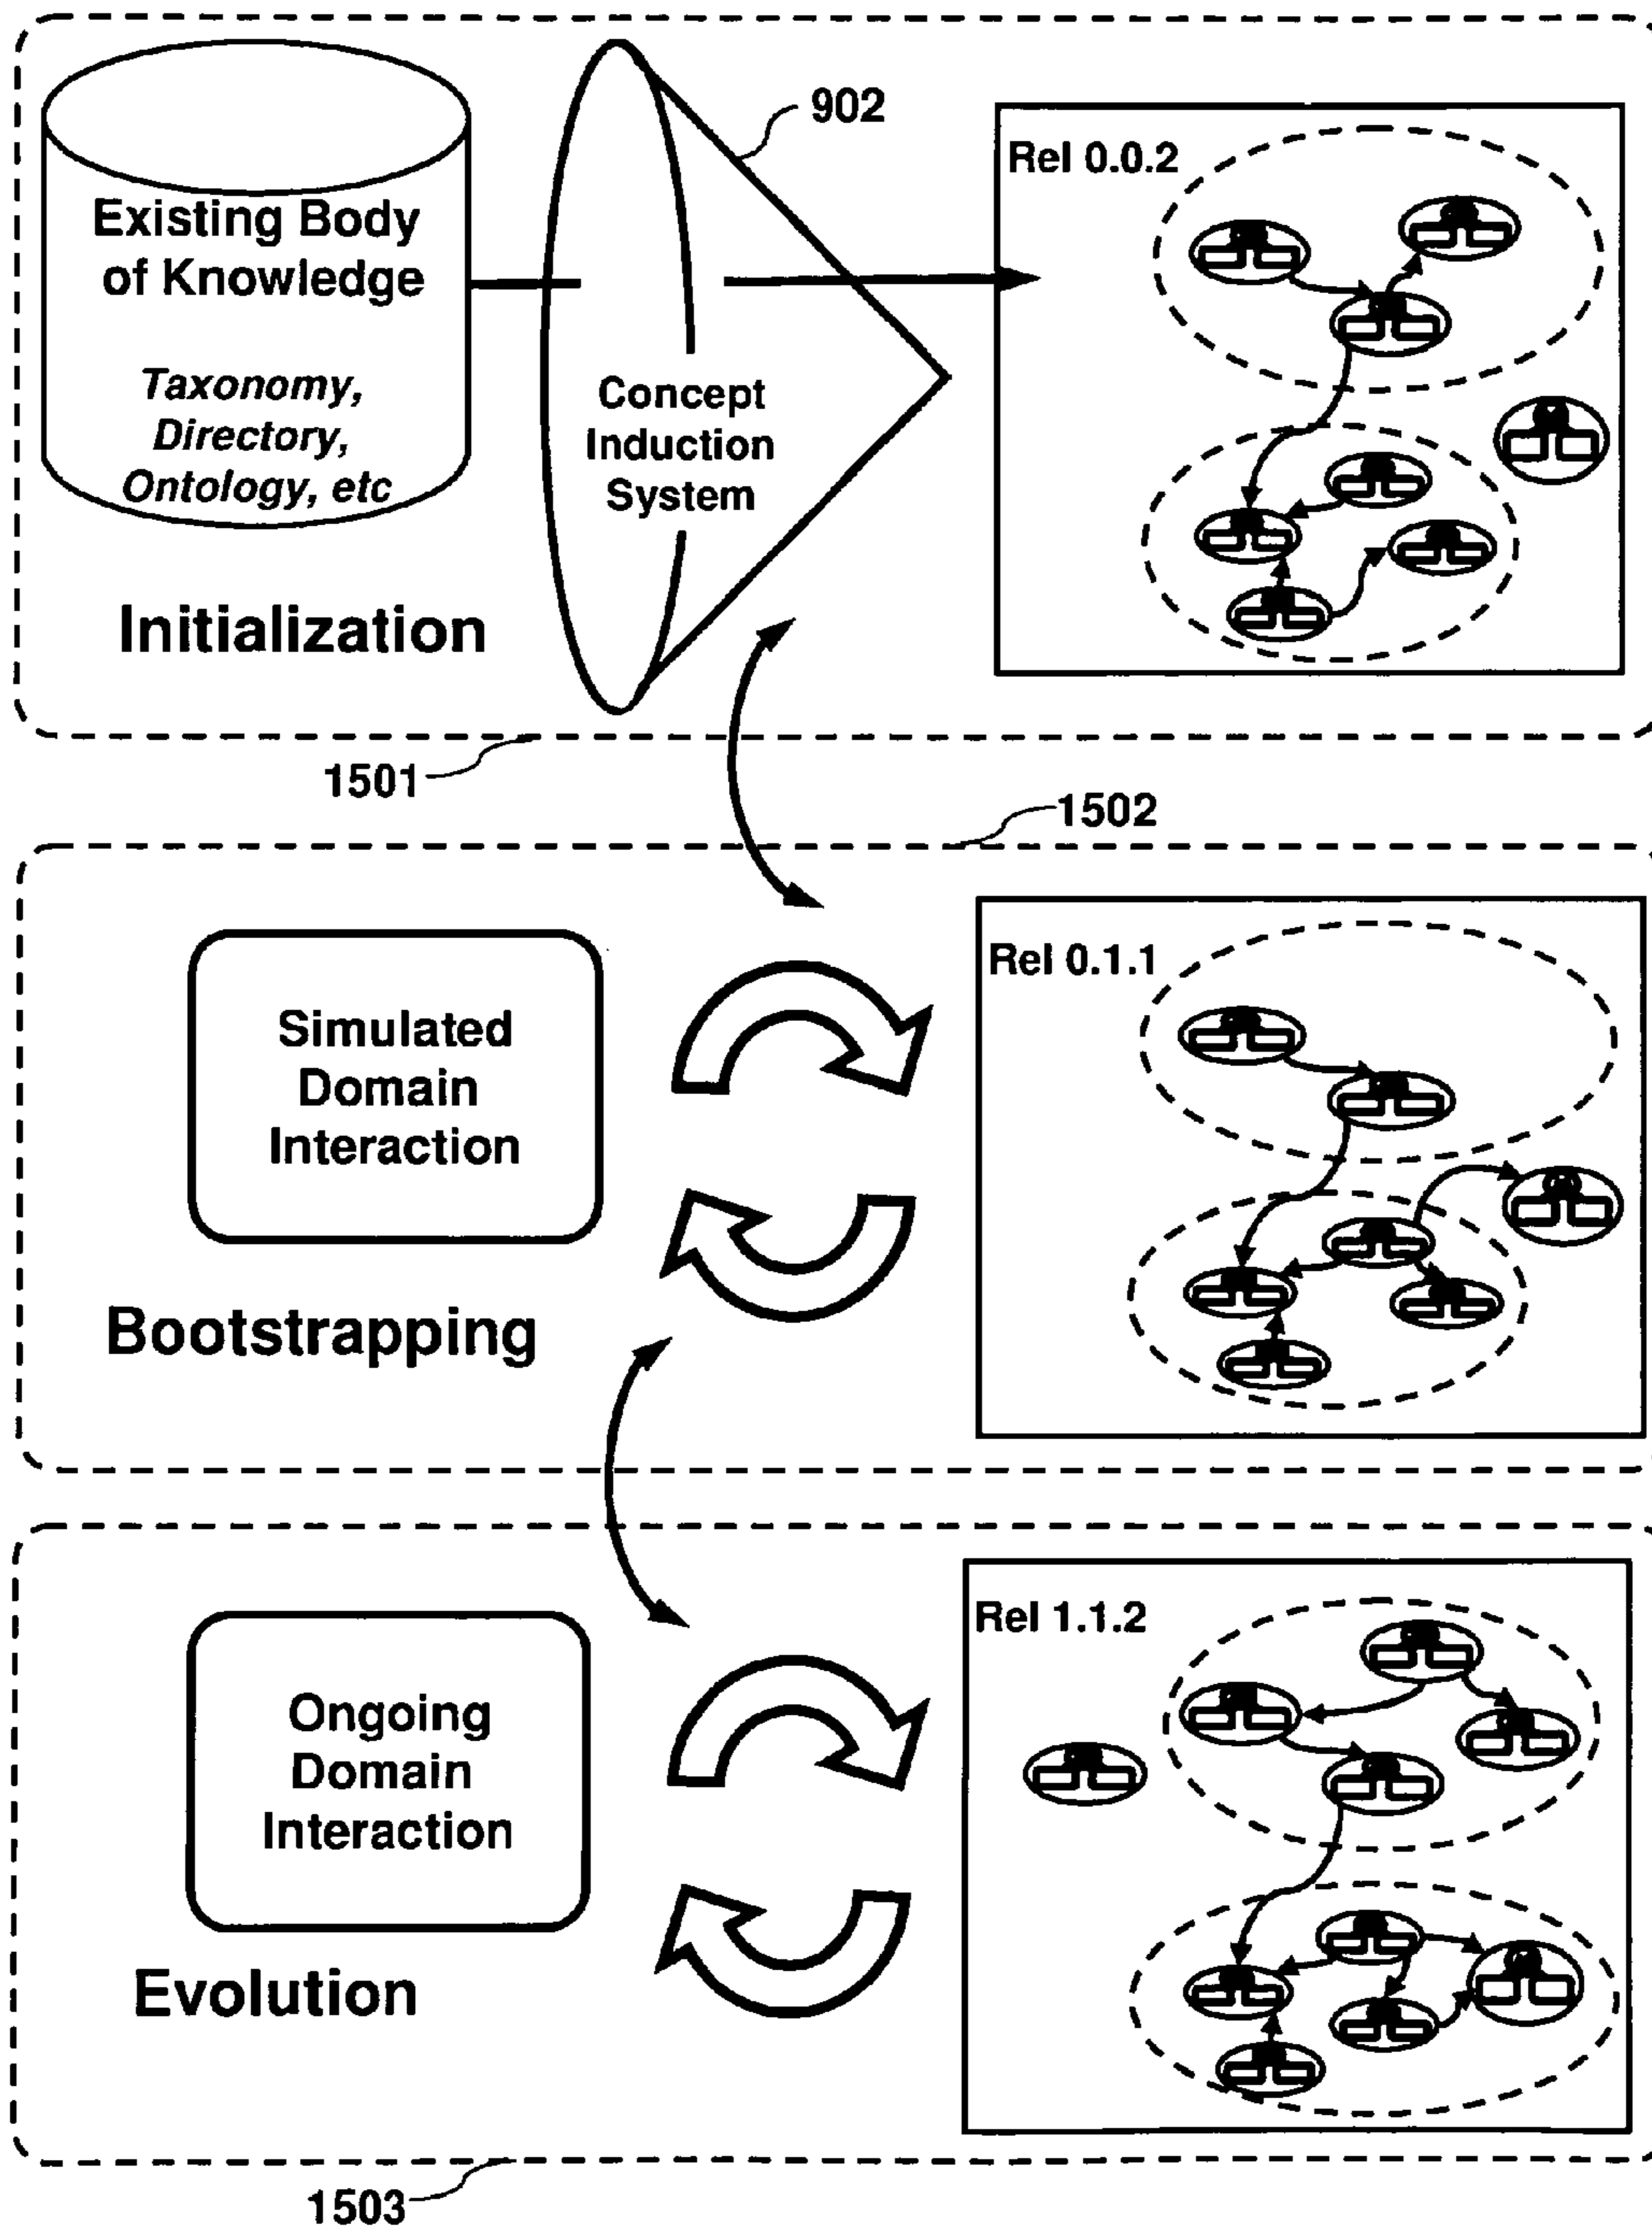 902
Rel 0.0.2
Existing Body
of Knowledge
Taxonomy,
Directory,
Ontology, etc
Concept
Induction
System
Initialization
1501
1502
Rel 0.1.1
Simulated
Domain
Interaction
Bootstrapping
Rel 1.1.2
Ongoing
Domain
Interaction
Evolution
1503